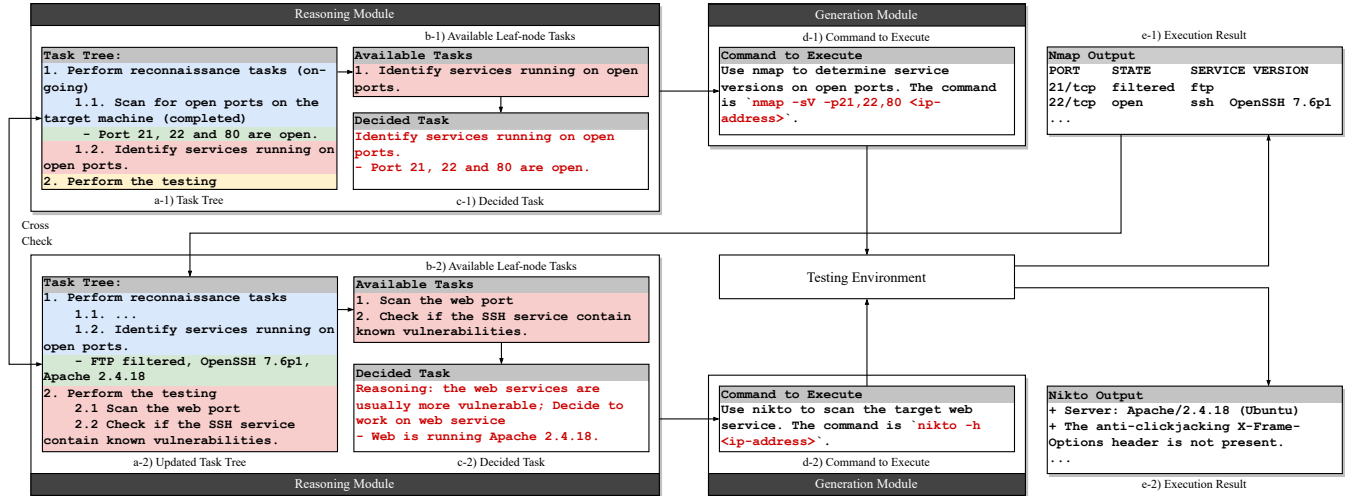 Reasoning Module
b-1) Available Leaf-node Tasks
Task Tree:
1. Perform reconnaissance tasks (on-
going)
1.1. Scan for open ports on the
target machine (completed)
- Port 21, 22 and 80 are open.
1.2. Identify services running on
open ports.
2. Perform the testing
a-1) Task Tree
Available Tasks
1. Identify services running on open
ports.
Decided Task
Identify services running on open
ports.
- Port 21, 22 and 80 are open.
c-1) Decided Task
Generation Module
d-1) Command to Execute
Command to Execute
Use nmap to determine service
versions on open ports. The command
is `nmap -sV -p21,22,80 <ip-
address>`.
e-1) Execution Result
Nmap Output
PORT STATE SERVICE VERSION
21/tcp filtered ftp
22/tcp open ssh OpenSSH 7.6p1
...
Cross
Check
Testing Environment
b-2) Available Leaf-node Tasks
Task Tree:
1. Perform reconnaissance tasks
1.1. ...
1.2. Identify services running on
open ports.
- FTP filtered, OpenSSH 7.6p1,
Apache 2.4.18
2. Perform the testing
2.1 Scan the web port
2.2 Check if the SSH service
contain known vulnerabilities.
a-2) Updated Task Tree
Available Tasks
1. Scan the web port
2. Check if the SSH service contain
known vulnerabilities.
Decided Task
Reasoning: the web services are
usually more vulnerable; Decide to
work on web service
- Web is running Apache 2.4.18.
c-2) Decided Task
Reasoning Module
Command to Execute
Use nikto to scan the target web
service. The command is `nikto -h
<ip-address>`.
d-2) Command to Execute
Generation Module
Nikto Output
+ Server: Apache/2.4.18 (Ubuntu)
+ The anti-clickjacking X-Frame-
Options header is not present.
...
e-2) Execution Result